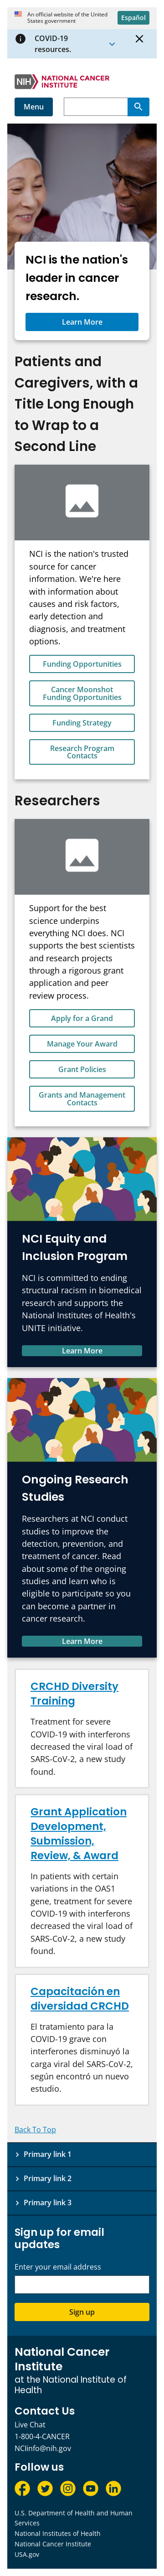 An official website of the United
States government
Español
COVID-19
resources.
NIH
NATIONAL CANCER
INSTITUTE
Menu
NCI is the nation's
leader in cancer
research.
Learn More
Patients and
Caregivers, with a
Title Long Enough
to Wrap to a
Second Line
NCI is the nation's trusted
source for cancer
information. We're here
with information about
causes and risk factors,
early detection and
diagnosis, and treatment
options.
Funding Opportunities
Cancer Moonshot
Funding Opportunities
Funding Strategy
Research Program
Contacts
Researchers
Support for the best
science underpins
everything NCI does. NCI
supports the best scientists
and research projects
through a rigorous grant
application and peer
review process.
Apply for a Grand
Manage Your Award
Grant Policies
Grants and Management
Contacts
NCI Equity and
Inclusion Program
NCI is committed to ending
structural racism in biomedical
research and supports the
National Institutes of Health's
UNITE initiative.
Learn More
Ongoing Research
Studies
Researchers at NCI conduct
studies to improve the
detection, prevention, and
treatment of cancer. Read
about some of the ongoing
studies and learn who is
eligible to participate so you
can become a partner in
cancer research.
Learn More
CRCHD Diversity
Training
Treatment for severe
COVID-19 with interferons
decreased the viral load of
SARS-CoV-2, a new study
found.
Grant Application
Development,
Submission,
Review, & Award
In patients with certain
variations in the OAS1
gene, treatment for severe
COVID-19 with interferons
decreased the viral load of
SARS-CoV-2, a new study
found.
Capacitación en
diversidad CRCHD
El tratamiento para la
COVID-19 grave con
interferones disminuyó la
carga viral del SARS-CoV-2,
según encontró un nuevo
estudio.
Back To Top
Primary link 1
Primary link 2
Primary link 3
Sign up for email
updates
Enter your email address
Sign up
National Cancer
Institute
at the National Institute of
Health
Contact Us
Live Chat
1-800-4-CANCER
NCIinfo@nih.gov
Follow us
U.S. Department of Health and Human
Services
National Institutes of Health
National Cancer Institute
USA.gov